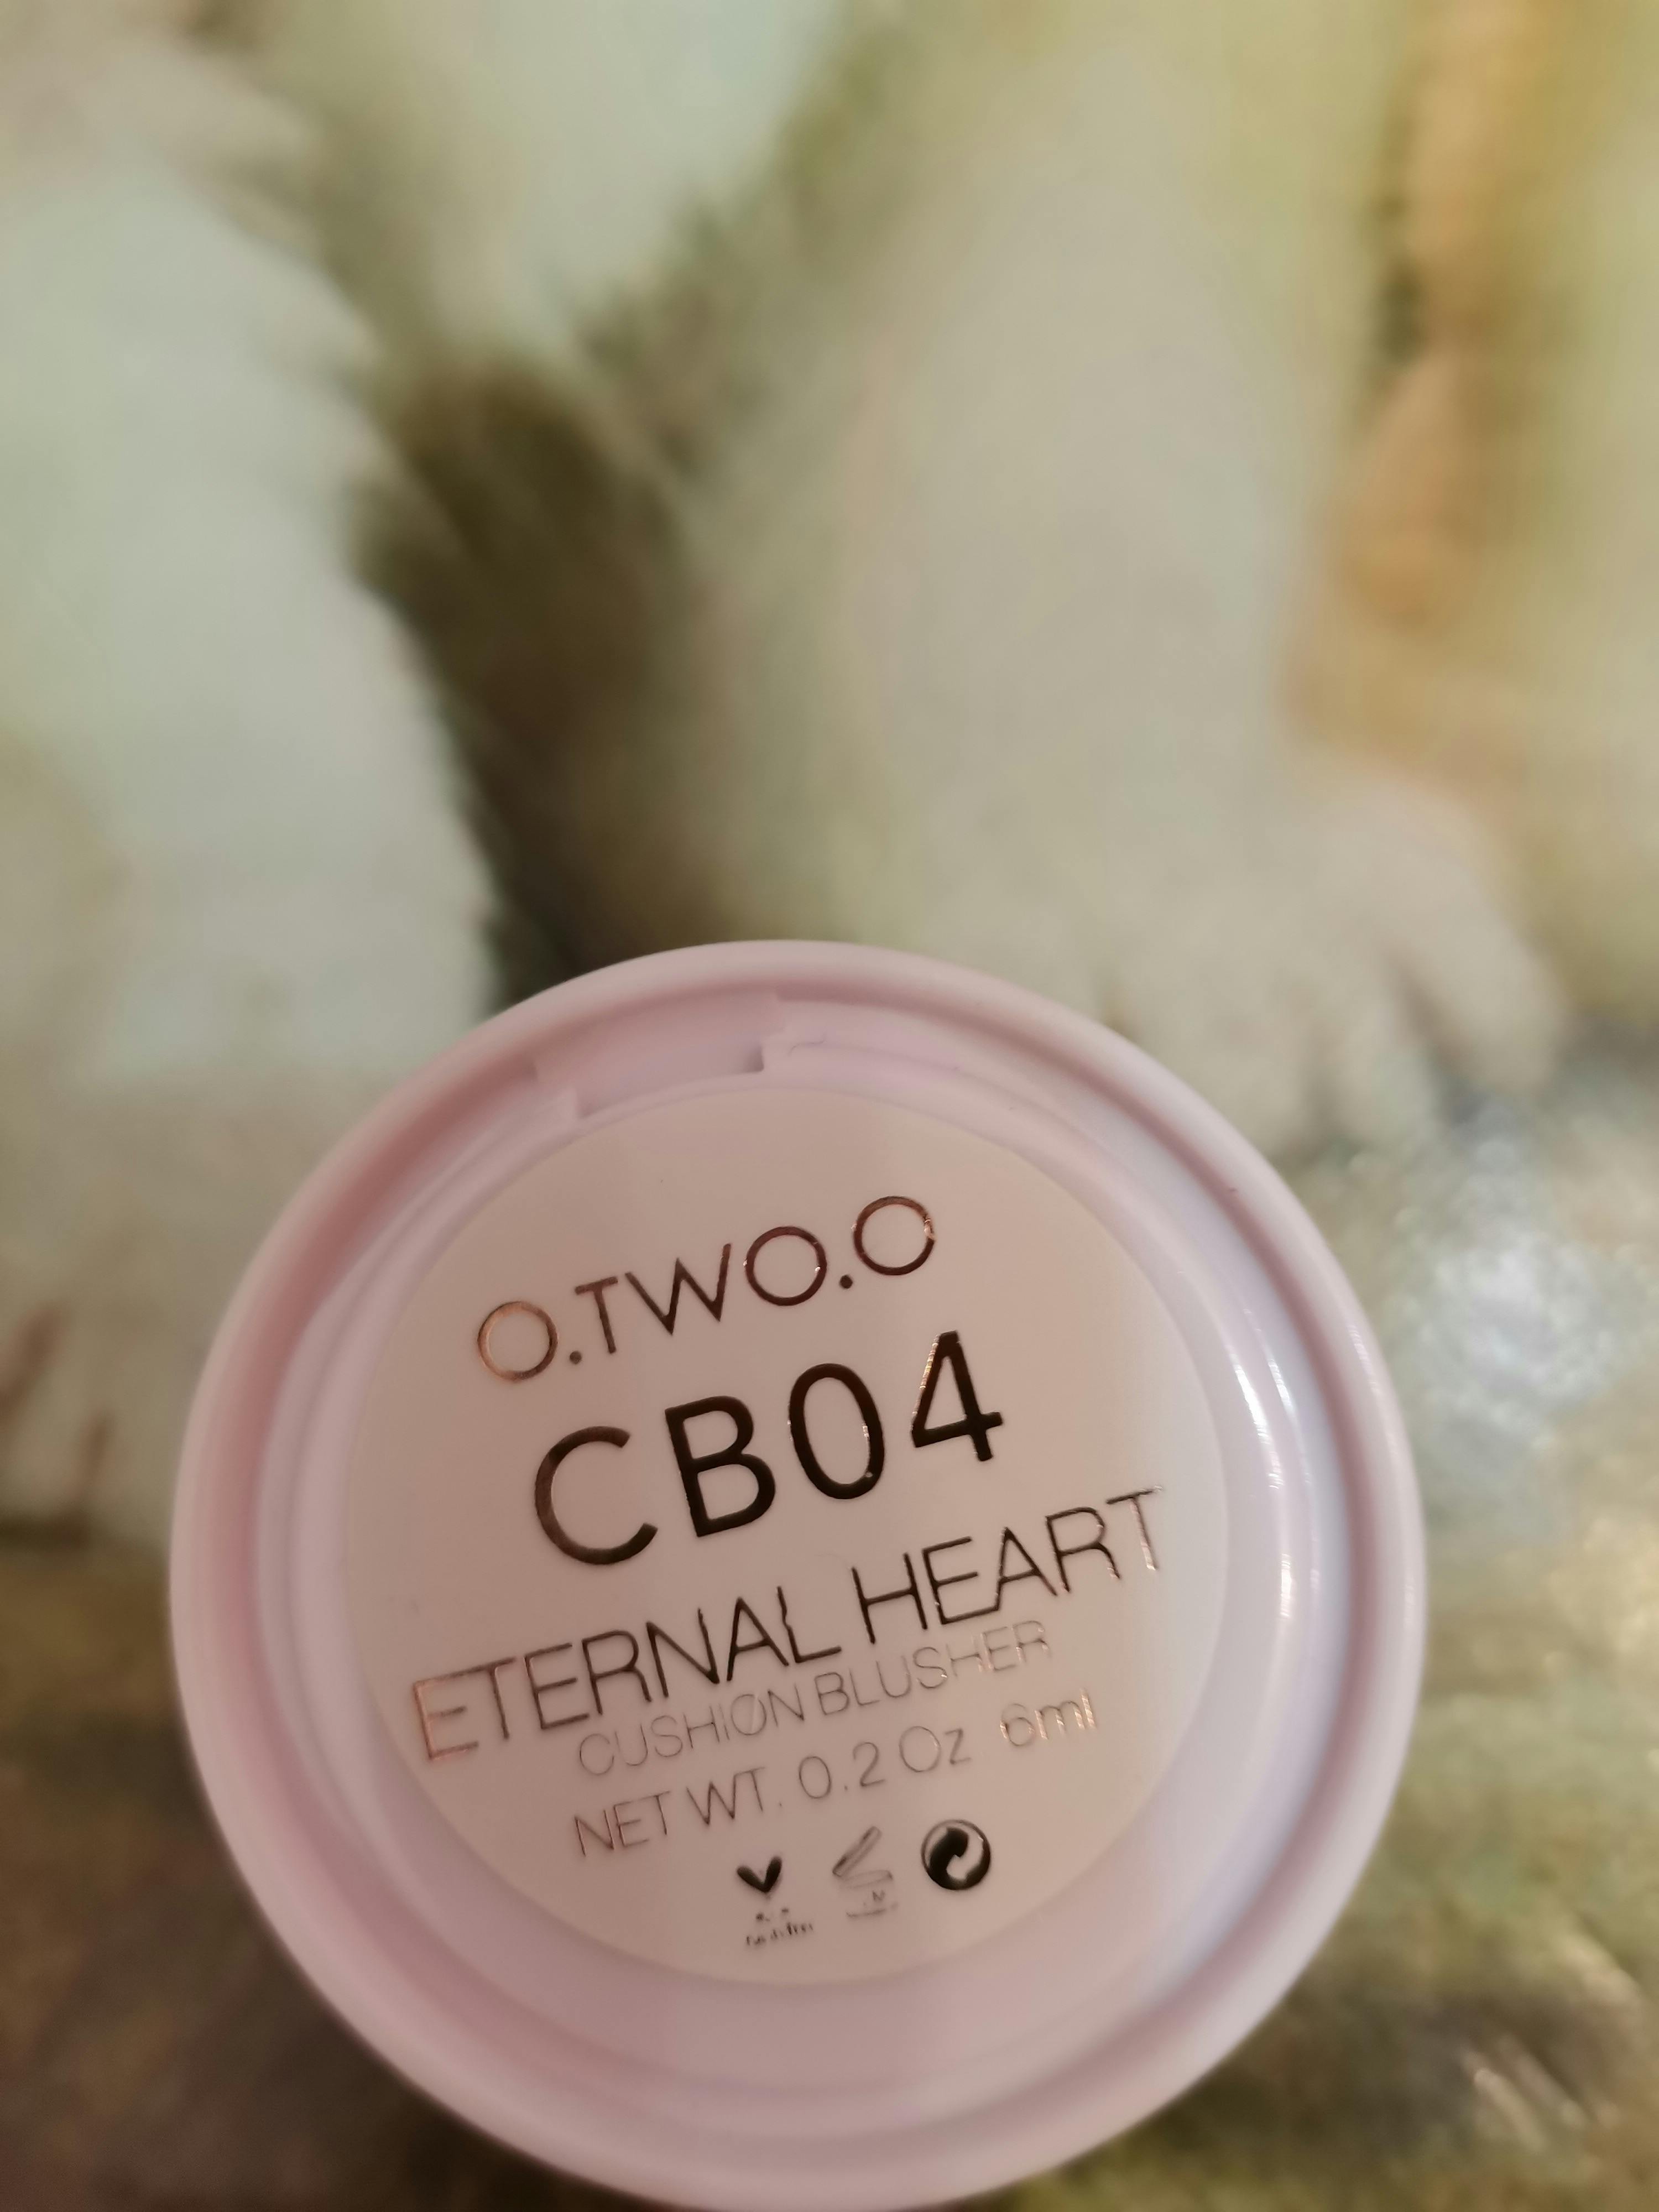 O.TWO.O
CB04
ETERNAL HEART
CUSHION BLUSHER
NET WT. 0.2 Oz 6ml